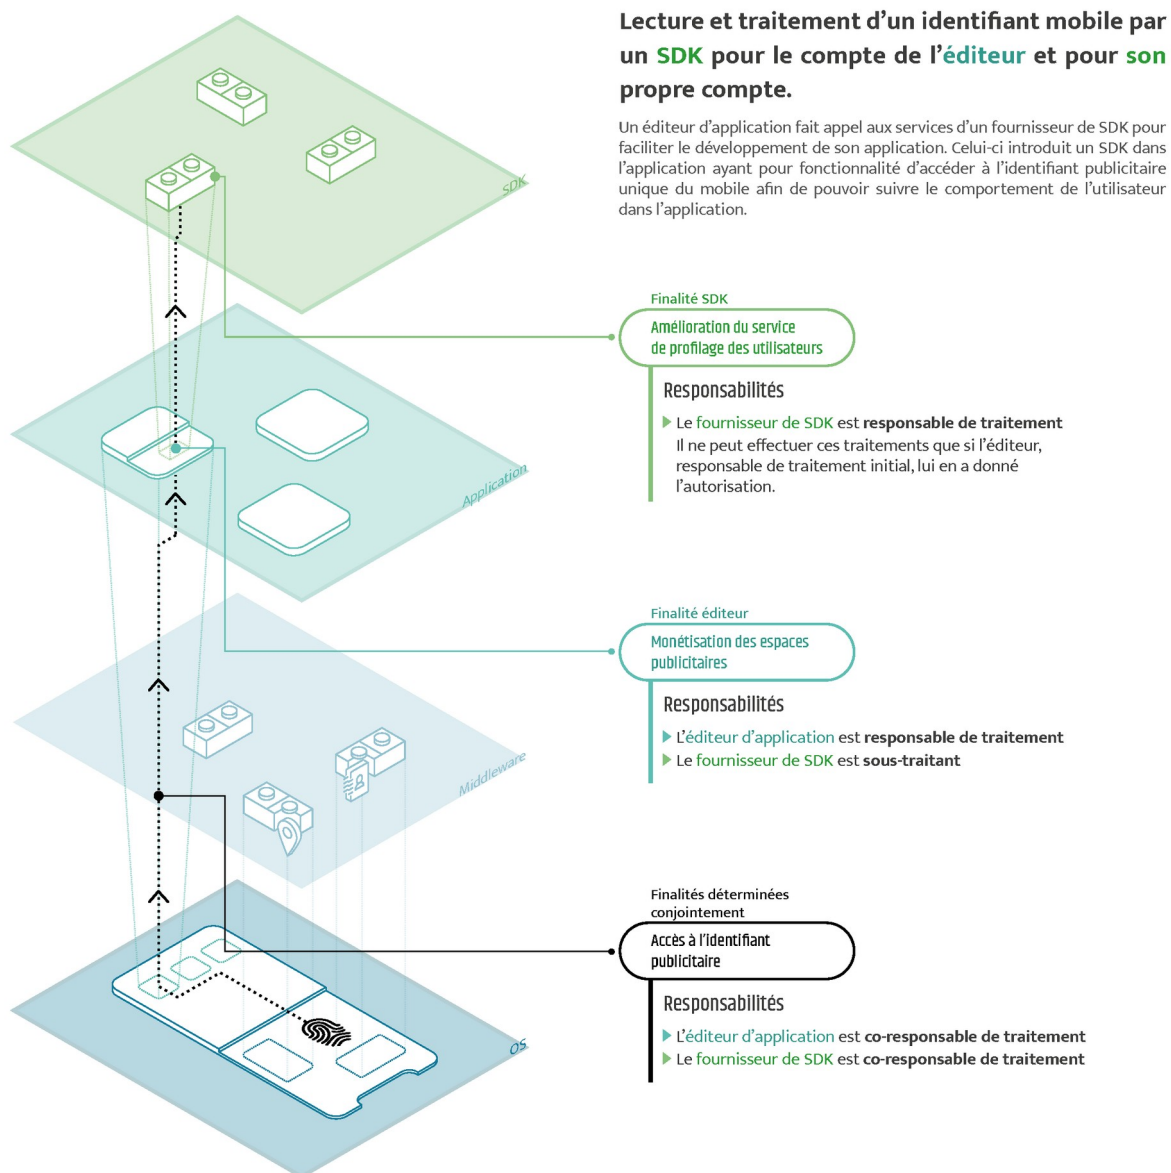 Lecture et traitement d’un identifiant mobile par
un SDK pour le compte de l’éditeur et pour son
propre compte.
Un éditeur d’application fait appel aux services d’un fournisseur de SDK pour
faciliter le développement de son application. Celui-ci introduit un SDK dans
l’application ayant pour fonctionnalité d’accéder à l’identifiant publicitaire
unique du mobile afin de pouvoir suivre le comportement de l’utilisateur
dans l’application.
SDK
Finalité SDK
Amélioration du service
de profilage des utilisateurs
Responsabilités
Le fournisseur de SDK est responsable de traitement
Il ne peut effectuer ces traitements que si l’éditeur,
responsable de traitement initial, lui en a donné
l’autorisation.
Application
Finalité éditeur
Monétisation des espaces
publicitaires
Responsabilités
L’éditeur d’application est responsable de traitement
Le fournisseur de SDK est sous-traitant
Middleware
Finalités déterminées
conjointement
Accès à l’identifiant
publicitaire
Responsabilités
L’éditeur d’application est co-responsable de traitement
Le fournisseur de SDK est co-responsable de traitement
OS